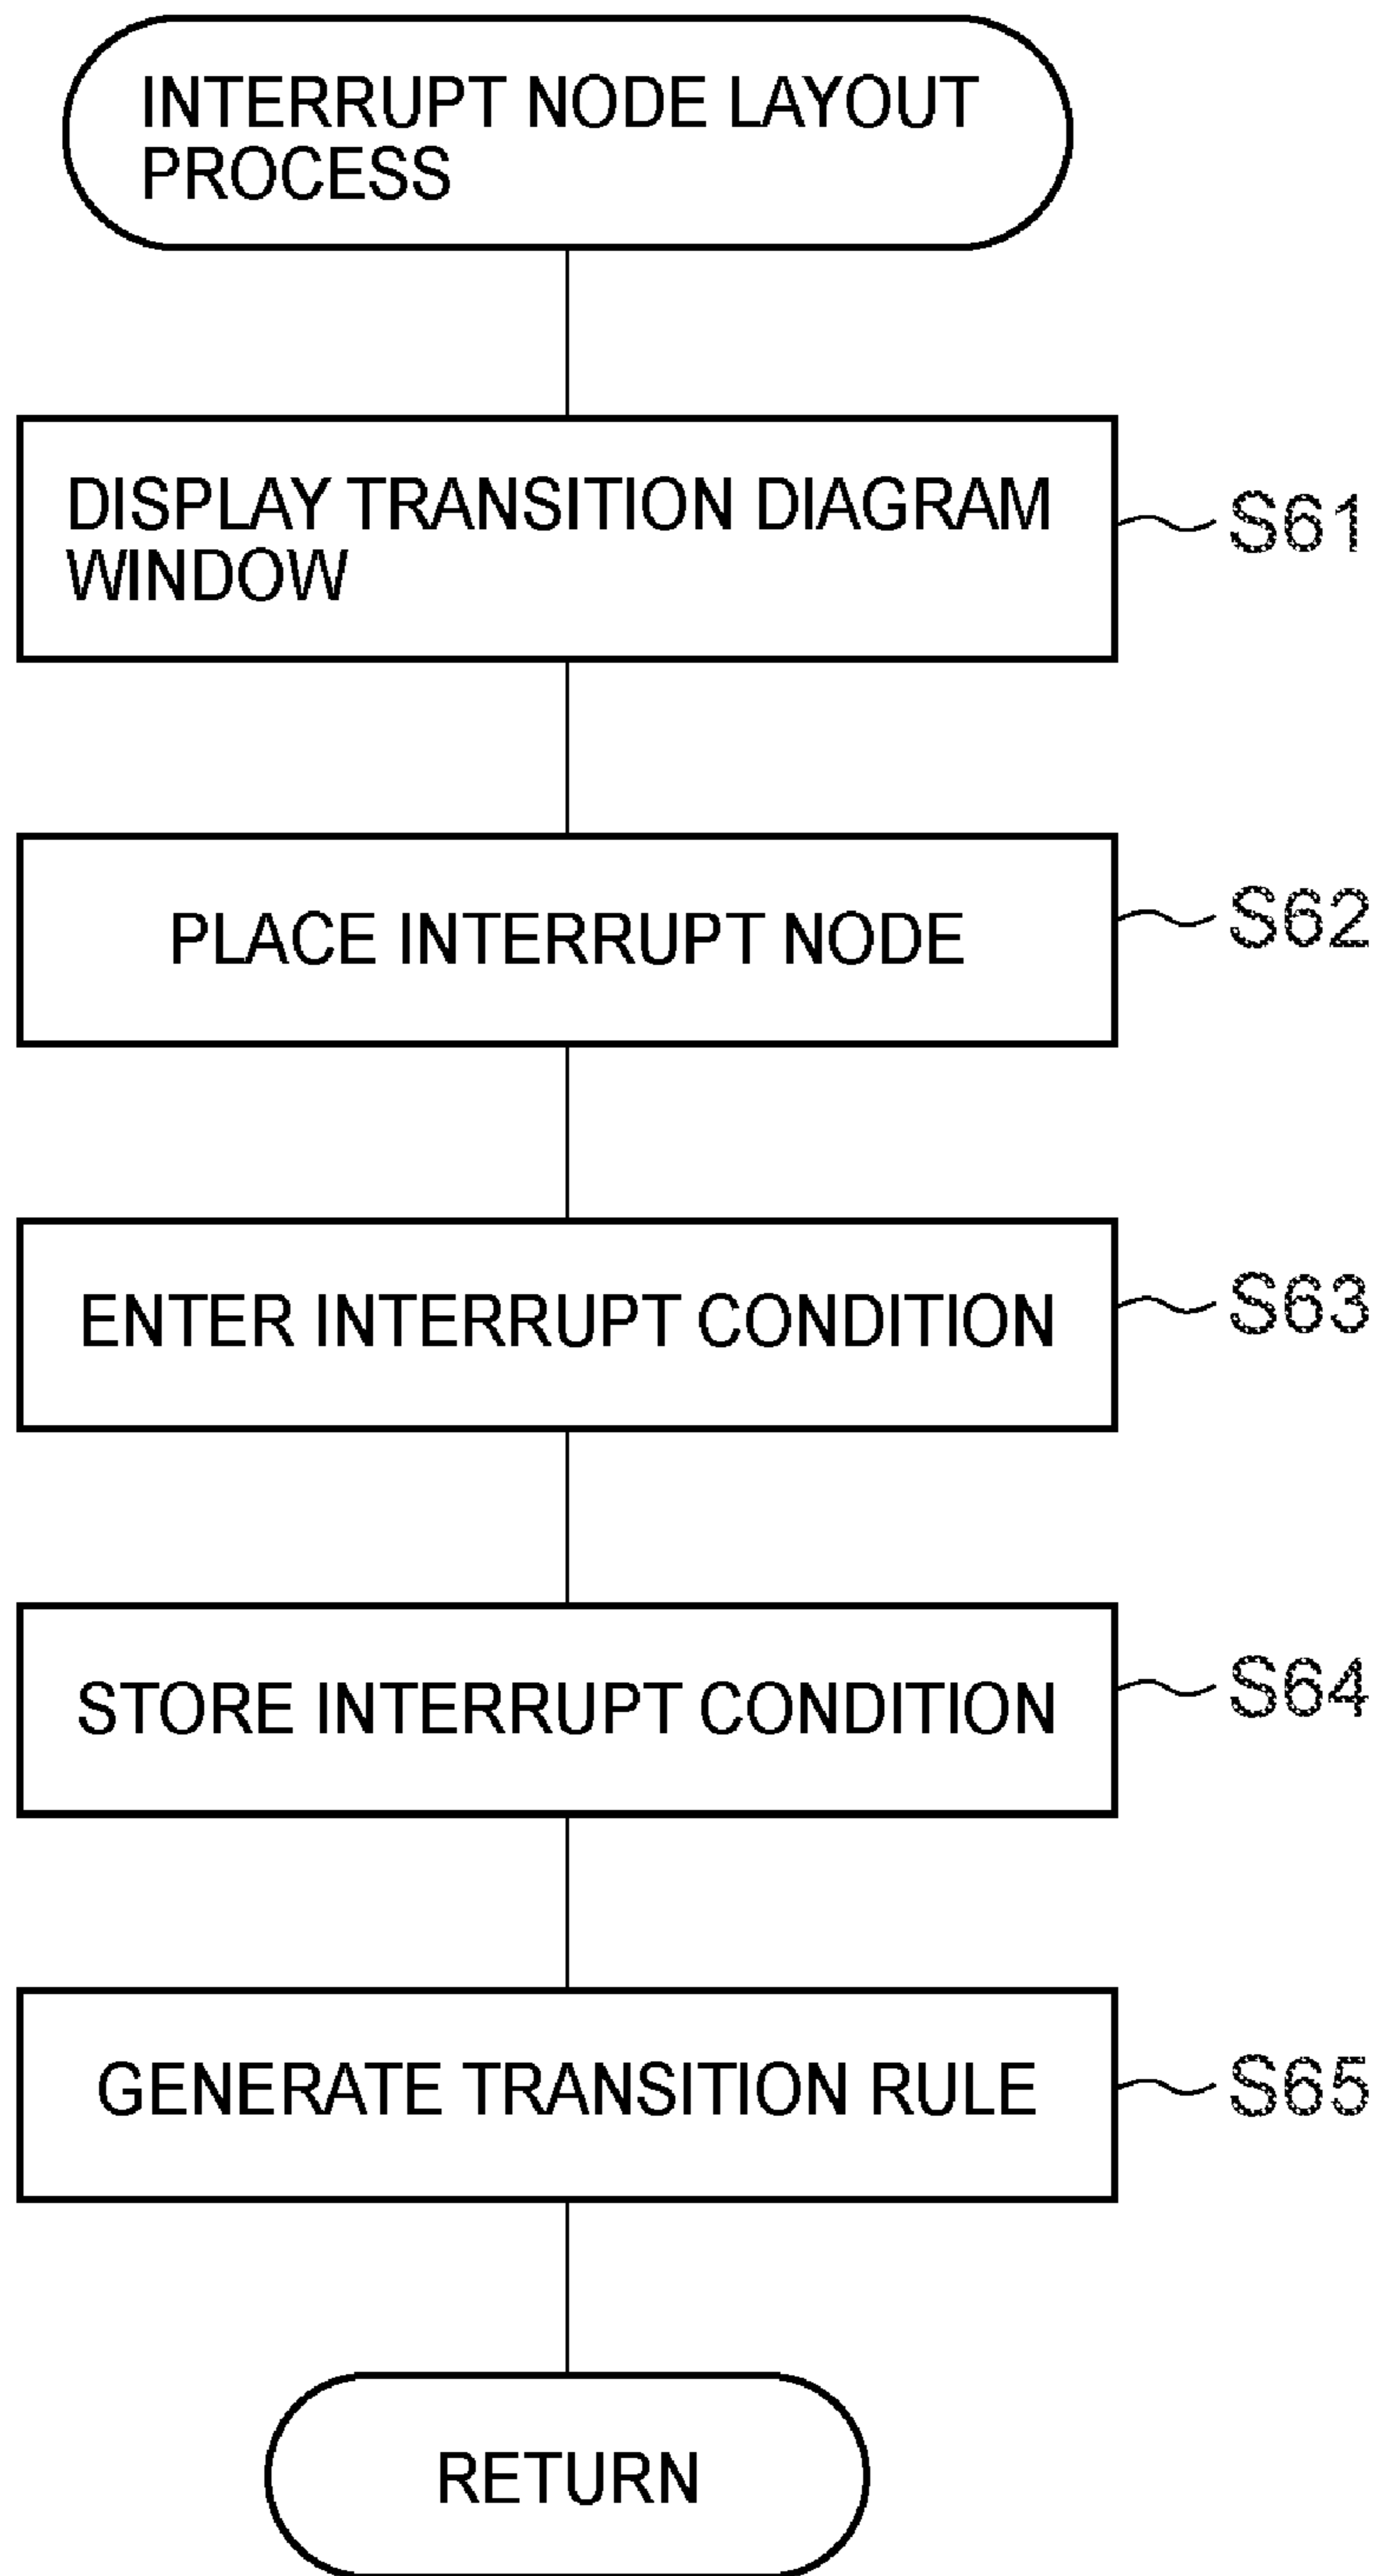 INTERRUPT NODE LAYOUT
PROCESS
DISPLAY TRANSITION DIAGRAM
WINDOW
S61
PLACE INTERRUPT NODE
S62
ENTER INTERRUPT CONDITION
S63
STORE INTERRUPT CONDITION
S64
GENERATE TRANSITION RULE
S65
RETURN